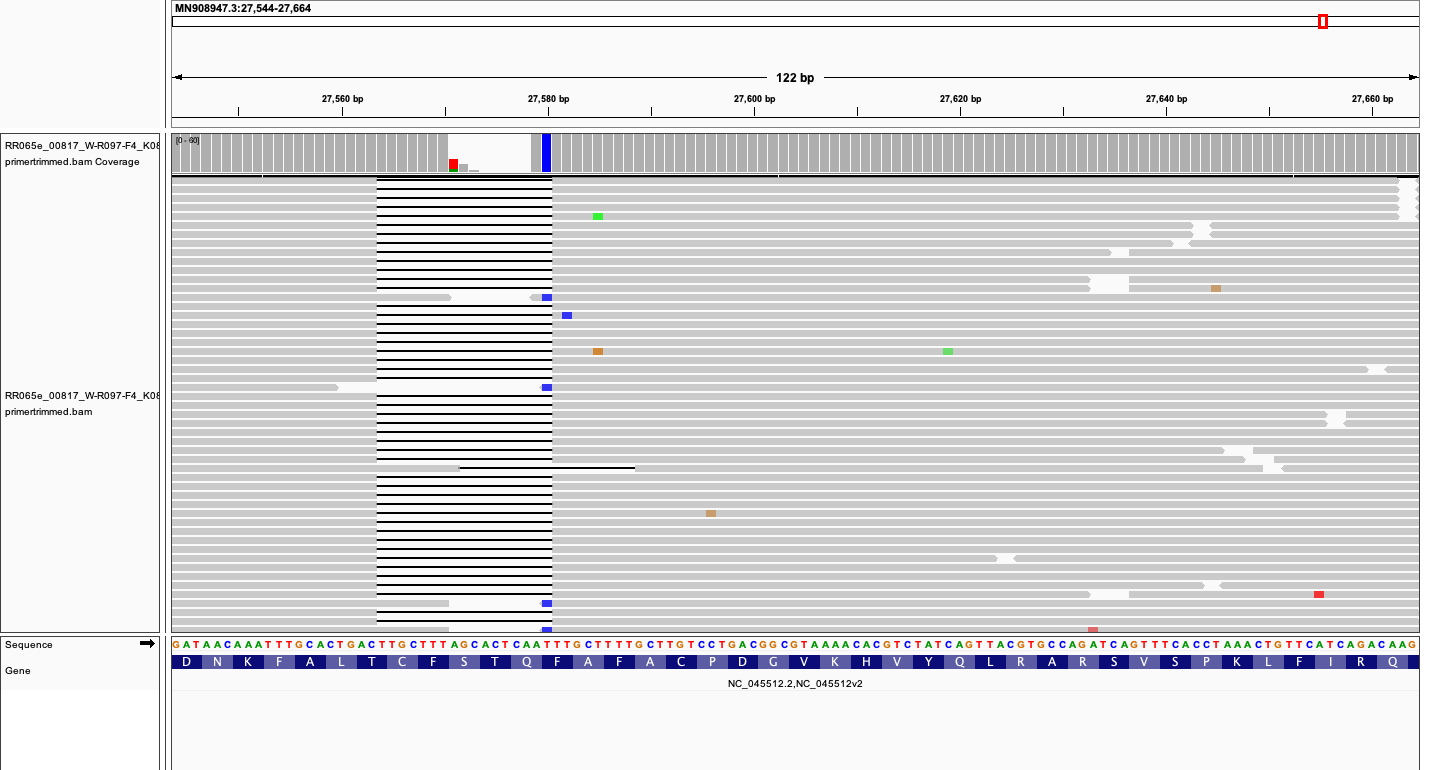 MN908947.3:27,544-27,664
122 bp
27,560 bp 27,580 bp 27,600 bp 27,620 bp 27,640 bp 27,660 bp
RR065e_00817_W-R097-F4_K08
primertrimmed.bam Coverage
[0 - 60]
RR065e_00817_W-R097-F4_K08
primertrimmed.bam
Sequence
GATAACAAATTTGCACTGACTTGCTTTAGCACTCAATTTGCTTTTGCTTGTCCTGACGGCGTAAAACACGTCTATCAGTTACGTGCCAGATCAGTTTCACCTAAACTGTTCATCAGACAAG
Gene
D N K F A L T C F S T Q F A F A C P D G V K H V Y Q L R A R S V S P K L F I R Q
NC_045512.2,NC_045512v2